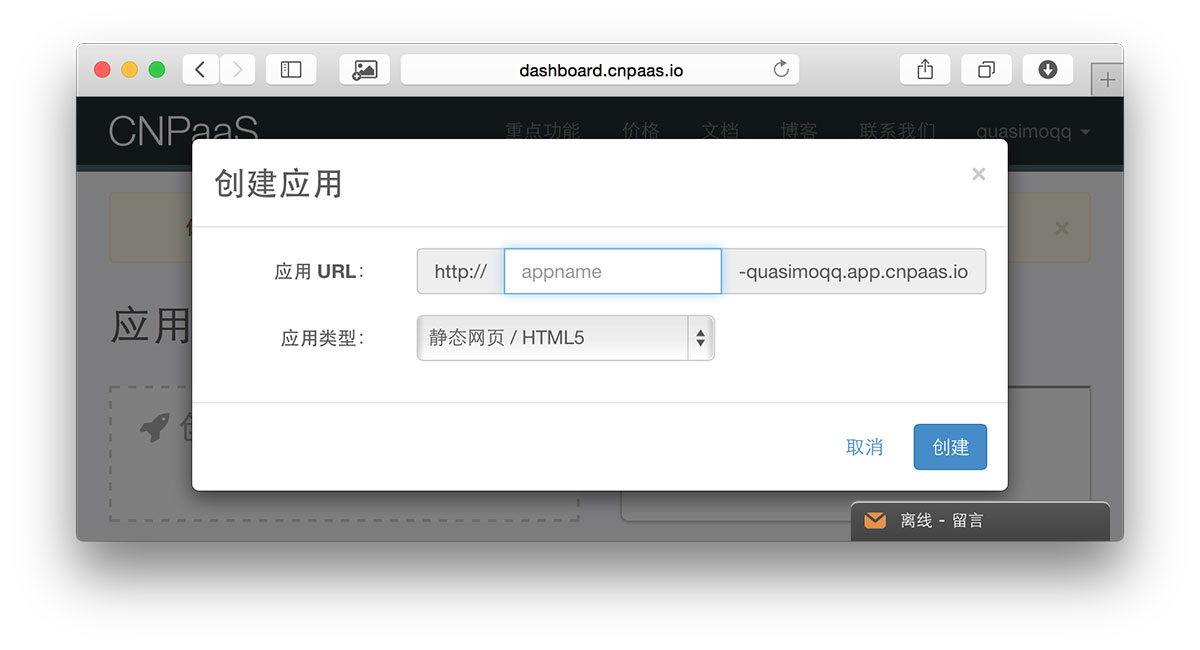 dashboard.cnpaas.io
CNPaaS
重点功能 价格 文档 博客 联系我们 quasimoqq
创建应用 ×
×
应用 URL： http:// appname -quasimoqq.app.cnpaas.io
应用
应用类型： 静态网页 / HTML5
取消 创建
离线 - 留言